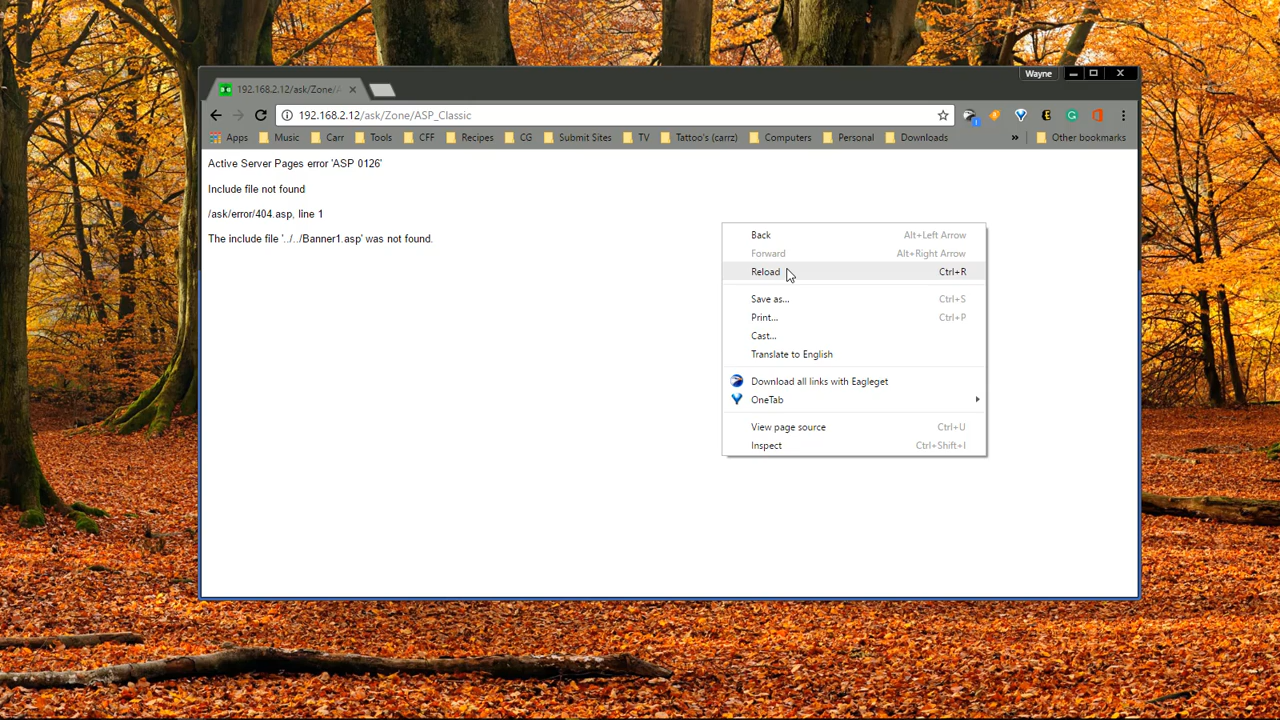 Wayne
192.168.2.12/ask/Zone/
192.168.2.12/ask/Zone/ASP_Classic
Apps Music Carr Tools CFF Recipes CG Submit Sites TV Tattoo's (carrz) Computers Personal Downloads » Other bookmarks
Active Server Pages error 'ASP 0126'
Include file not found
/ask/error/404.asp, line 1
The include file '../../Banner1.asp' was not found.
Back Alt+Left Arrow
Forward Alt+Right Arrow
Reload Ctrl+R
Save as... Ctrl+S
Print... Ctrl+P
Cast...
Translate to English
Download all links with Eagleget
OneTab
View page source Ctrl+U
Inspect Ctrl+Shift+I